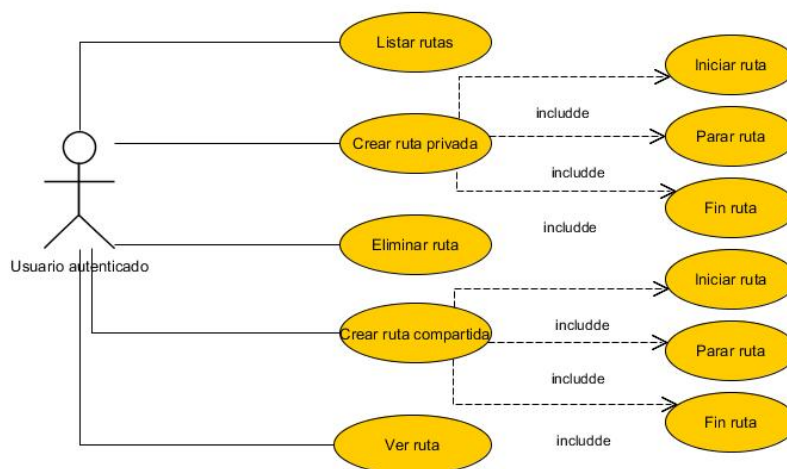 Listar rutas
Iniciar ruta
includde
Crear ruta privada
Parar ruta
includde
Fin ruta
includde
Eliminar ruta
Usuario autenticado
Iniciar ruta
includde
Crear ruta compartida
Parar ruta
includde
Fin ruta
includde
Ver ruta